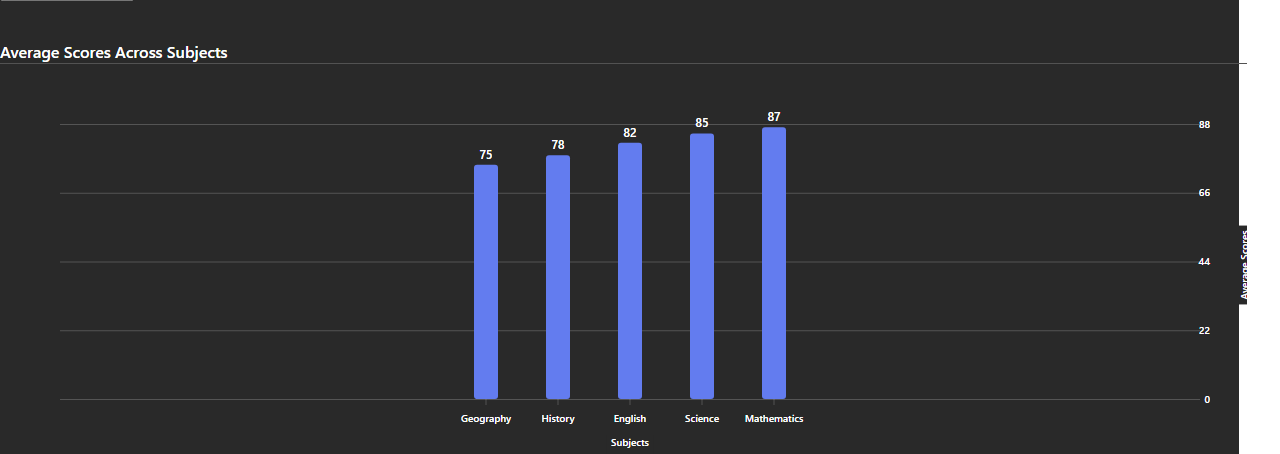 Average Scores Across Subjects
75
78
82
85
87
88
66
44
22
0
Average Scores
Geography
History
English
Science
Mathematics
Subjects